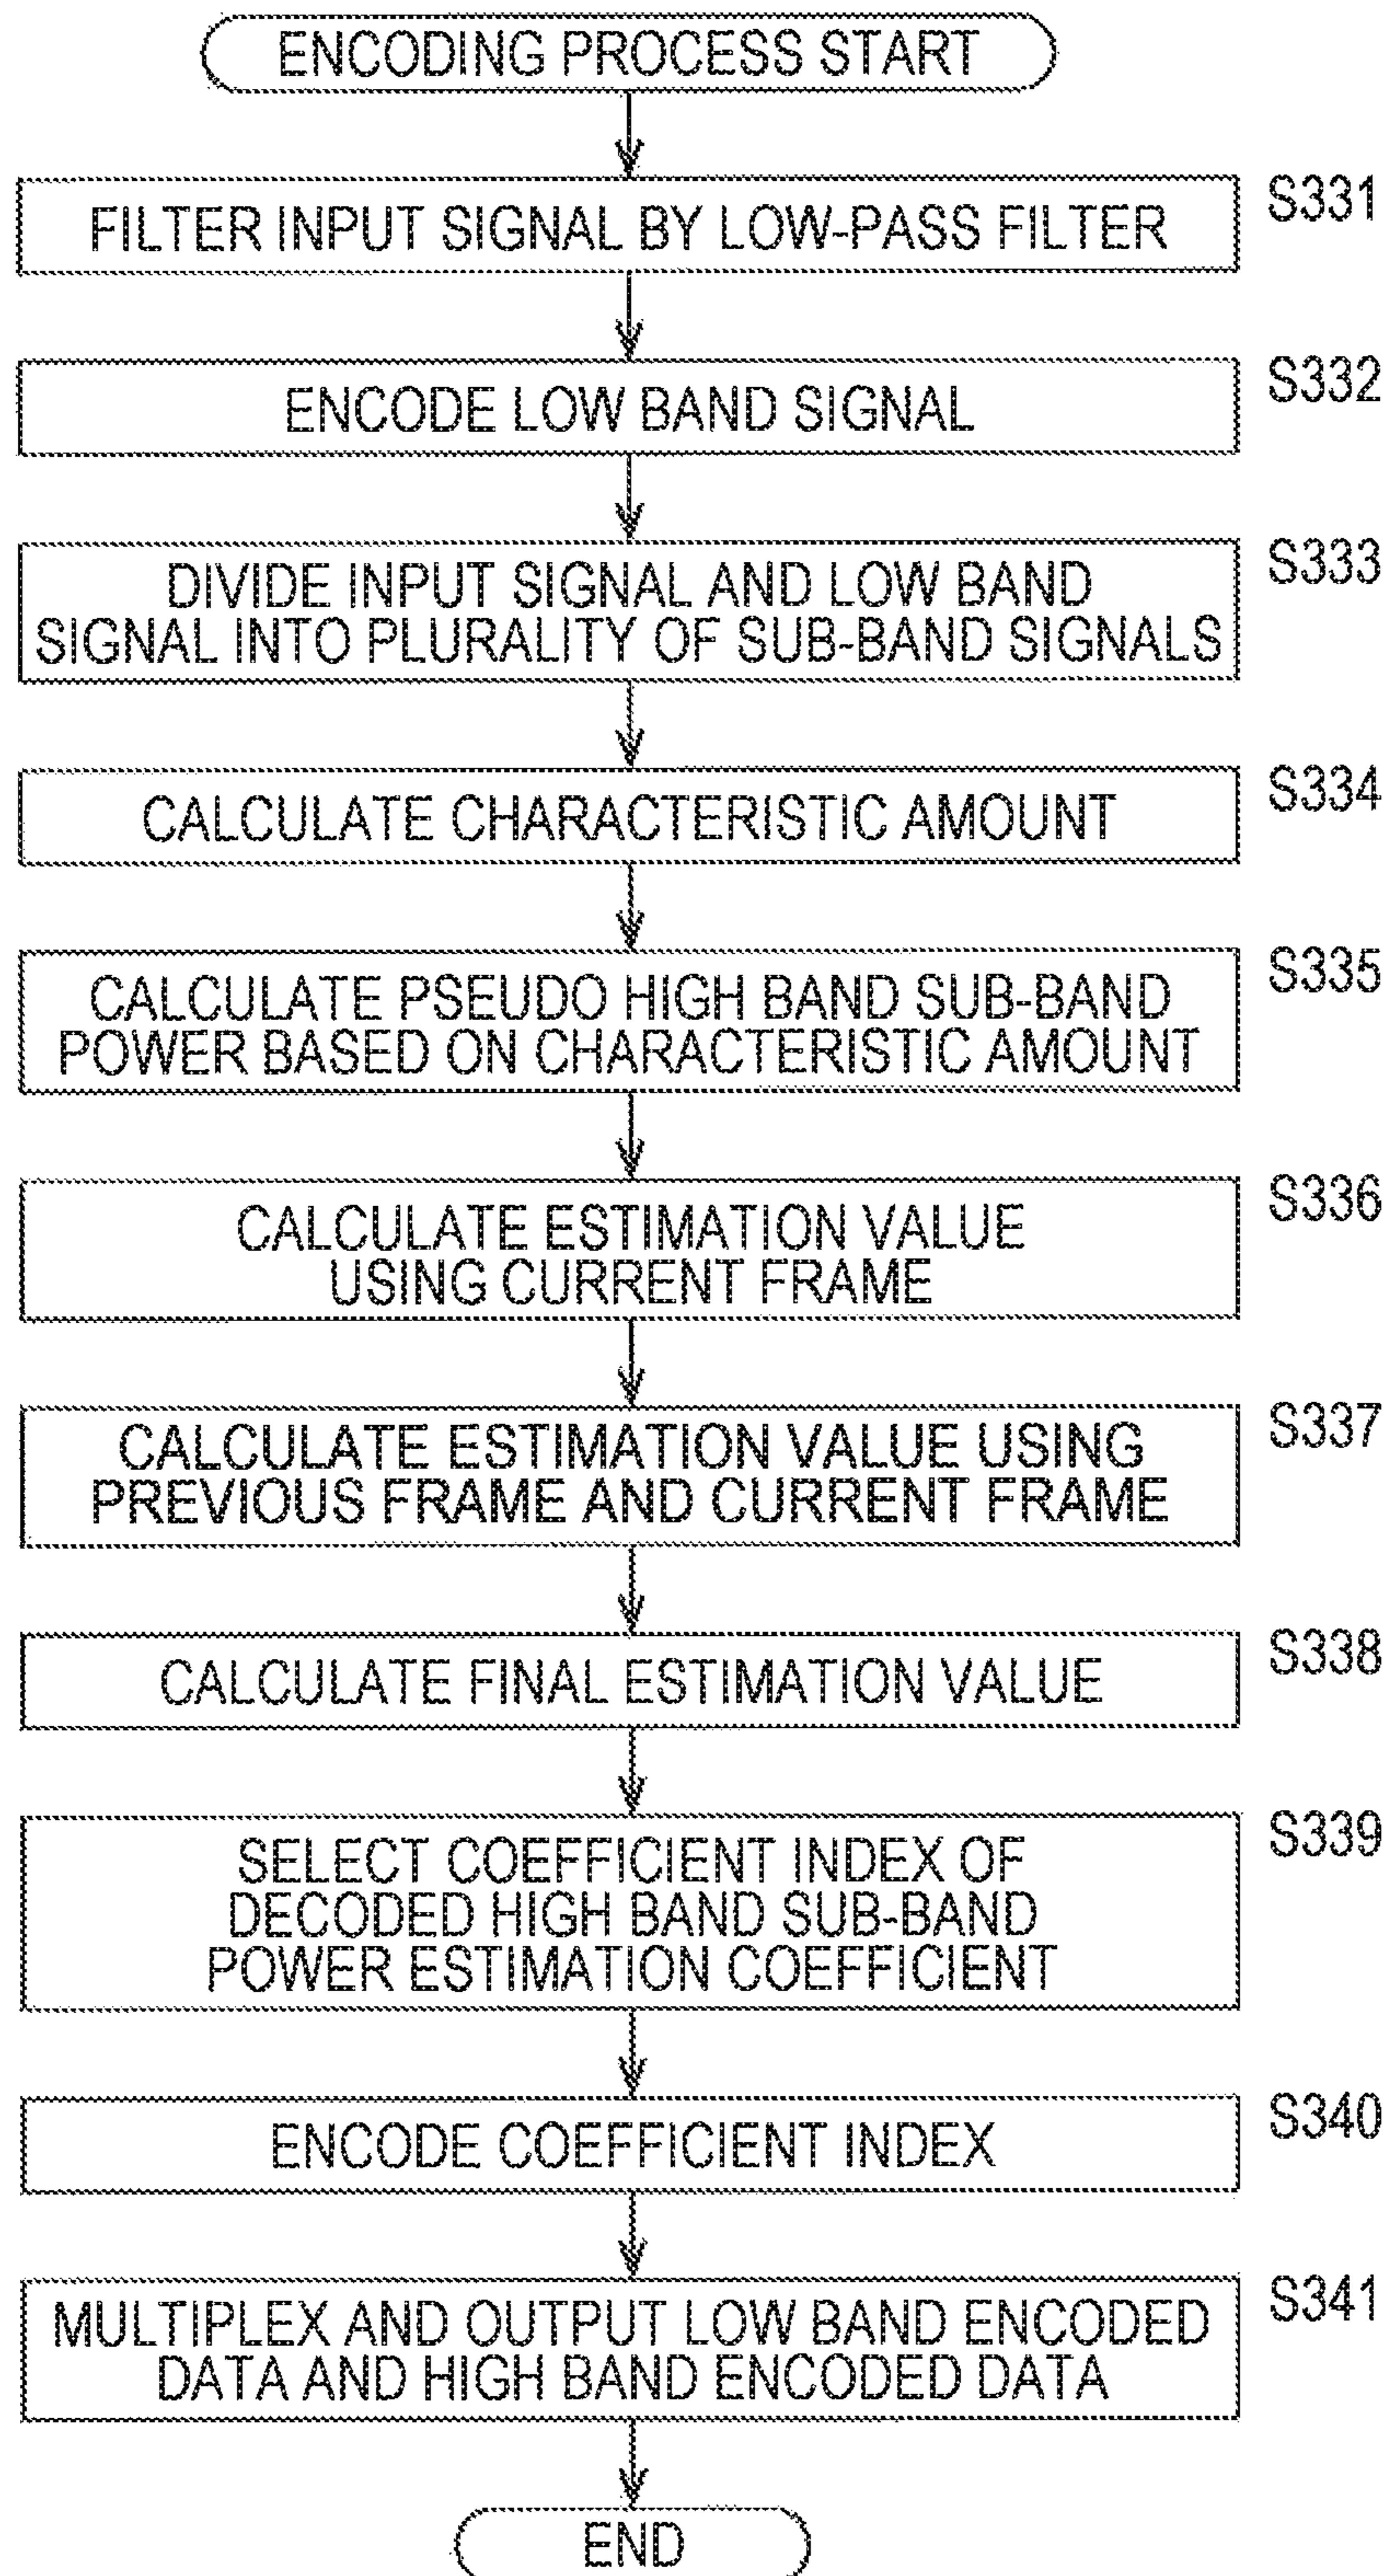 ENCODING PROCESS START
S331
FILTER INPUT SIGNAL BY LOW-PASS FILTER
S332
ENCODE LOW BAND SIGNAL
S333
DIVIDE INPUT SIGNAL AND LOW BAND
SIGNAL INTO PLURALITY OF SUB-BAND SIGNALS
S334
CALCULATE CHARACTERISTIC AMOUNT
S335
CALCULATE PSEUDO HIGH BAND SUB-BAND
POWER BASED ON CHARACTERISTIC AMOUNT
S336
CALCULATE ESTIMATION VALUE
USING CURRENT FRAME
S337
CALCULATE ESTIMATION VALUE USING
PREVIOUS FRAME AND CURRENT FRAME
S338
CALCULATE FINAL ESTIMATION VALUE
S339
SELECT COEFFICIENT INDEX OF
DECODED HIGH BAND SUB-BAND
POWER ESTIMATION COEFFICIENT
S340
ENCODE COEFFICIENT INDEX
S341
MULTIPLEX AND OUTPUT LOW BAND ENCODED
DATA AND HIGH BAND ENCODED DATA
END